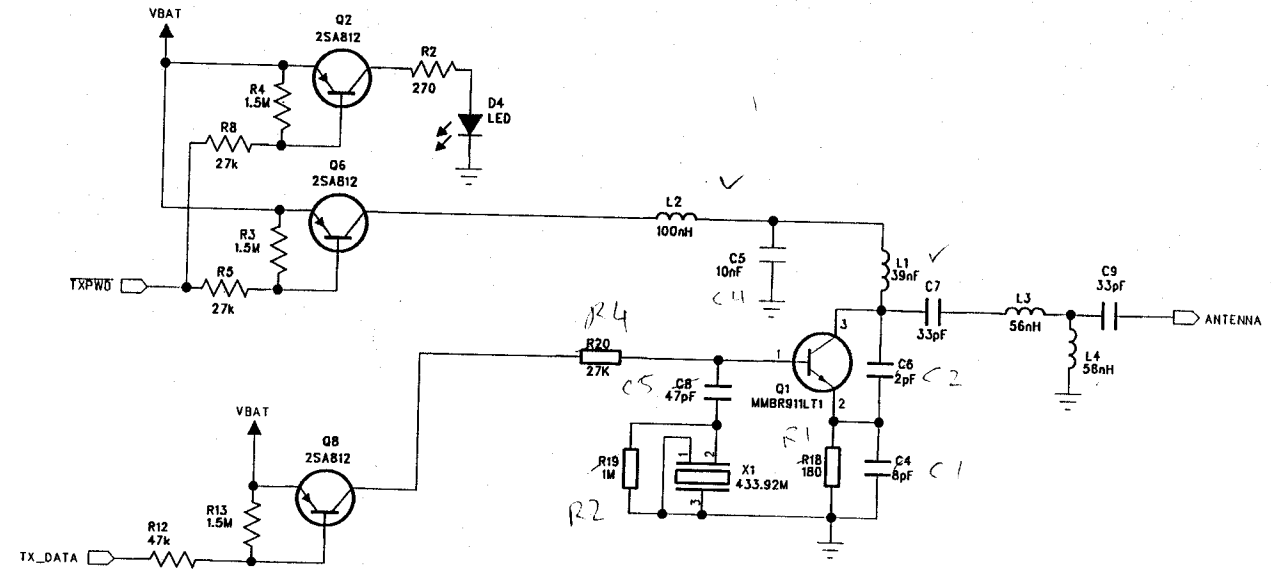 VBAT
Q2
2SA812
R2
270
R4
1.5M
D4
LED
R8
27k
Q6
2SA812
L2
100nH
R3
1.5M
C5
10nF
C4
L1
39nF
TXPWD
R5
27k
C7
33pF
L3
56nH
C9
33pF
ANTENNA
L4
56nH
R4
R20
27K
1
3
Q1
MMBR911LT1
2
C6
2pF
C2
C5
C8
47pF
VBAT
Q8
2SA812
R19
1M
1
2
X1
433.92M
3
R1
R18
180
C4
8pF
C1
R2
R13
1.5M
R12
47k
TX_DATA